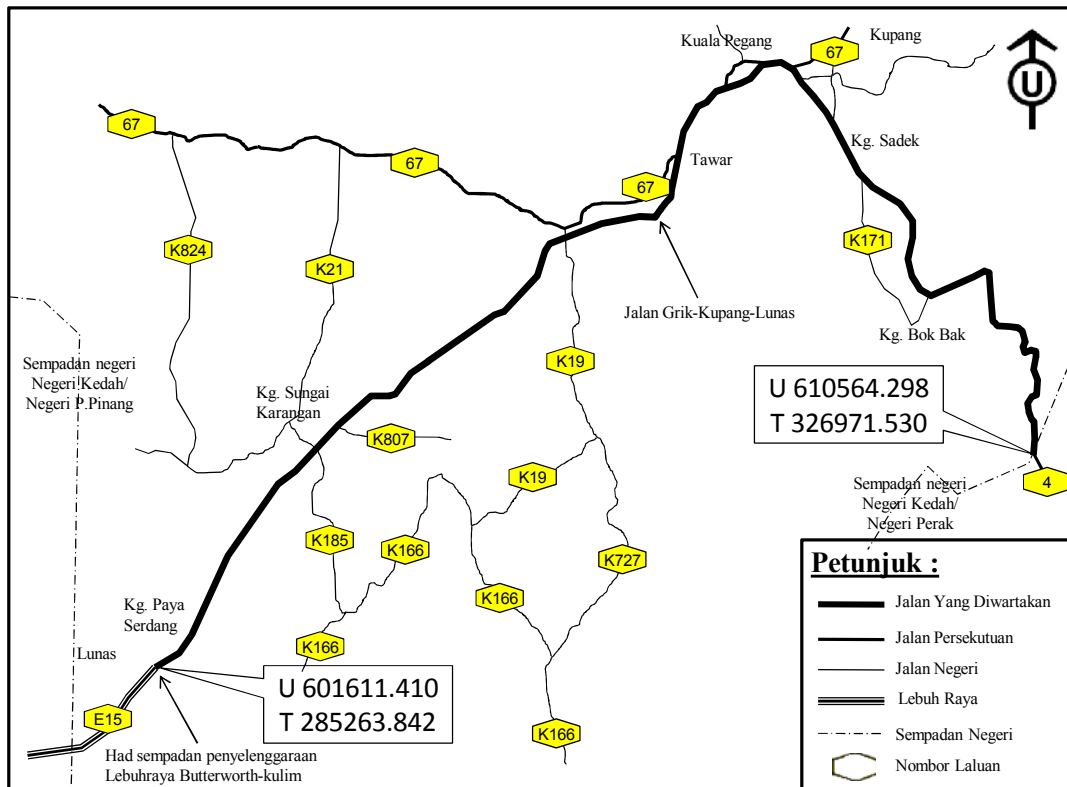 Kuala Pegang
Kupang
67
U
67
Kg. Sadek
67
Tawar
67
K824
K21
K171
Jalan Grik-Kupang-Lunas
Kg. Bok Bak
Sempadan negeri
Negeri Kedah/
Negeri P.Pinang
K19
U 610564.298
T 326971.530
Kg. Sungai
Karangan
K807
K19
Sempadan negeri
Negeri Kedah/
Negeri Perak
4
K185
K166
K727
K166
Kg. Paya
Serdang
Lunas
K166
U 601611.410
T 285263.842
E15
K166
Had sempadan penyelenggaraan
Lebuhraya Butterworth-kulim
Petunjuk :
Jalan Yang Diwartakan
Jalan Persekutuan
Jalan Negeri
Lebuh Raya
Sempadan Negeri
Nombor Laluan